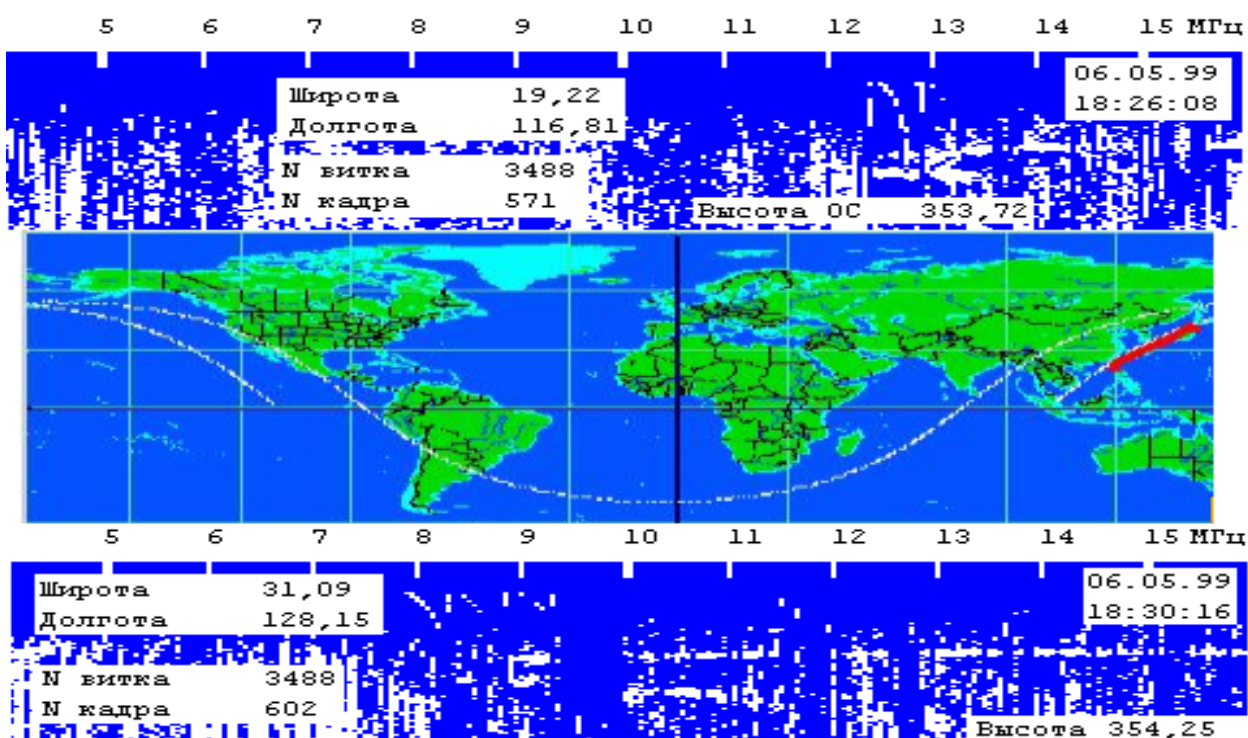 5 6 7 8 9 10 11 12 13 14 15 МГц
06.05.99
18:26:08
Широта 19,22
Долгота 116,81
N витка 3488
N кадра 571
Высота ОС 353,72
5 6 7 8 9 10 11 12 13 14 15 МГц
Широта 31,09
Долгота 128,15
06.05.99
18:30:16
N витка 3488
N кадра 602
Высота 354,25